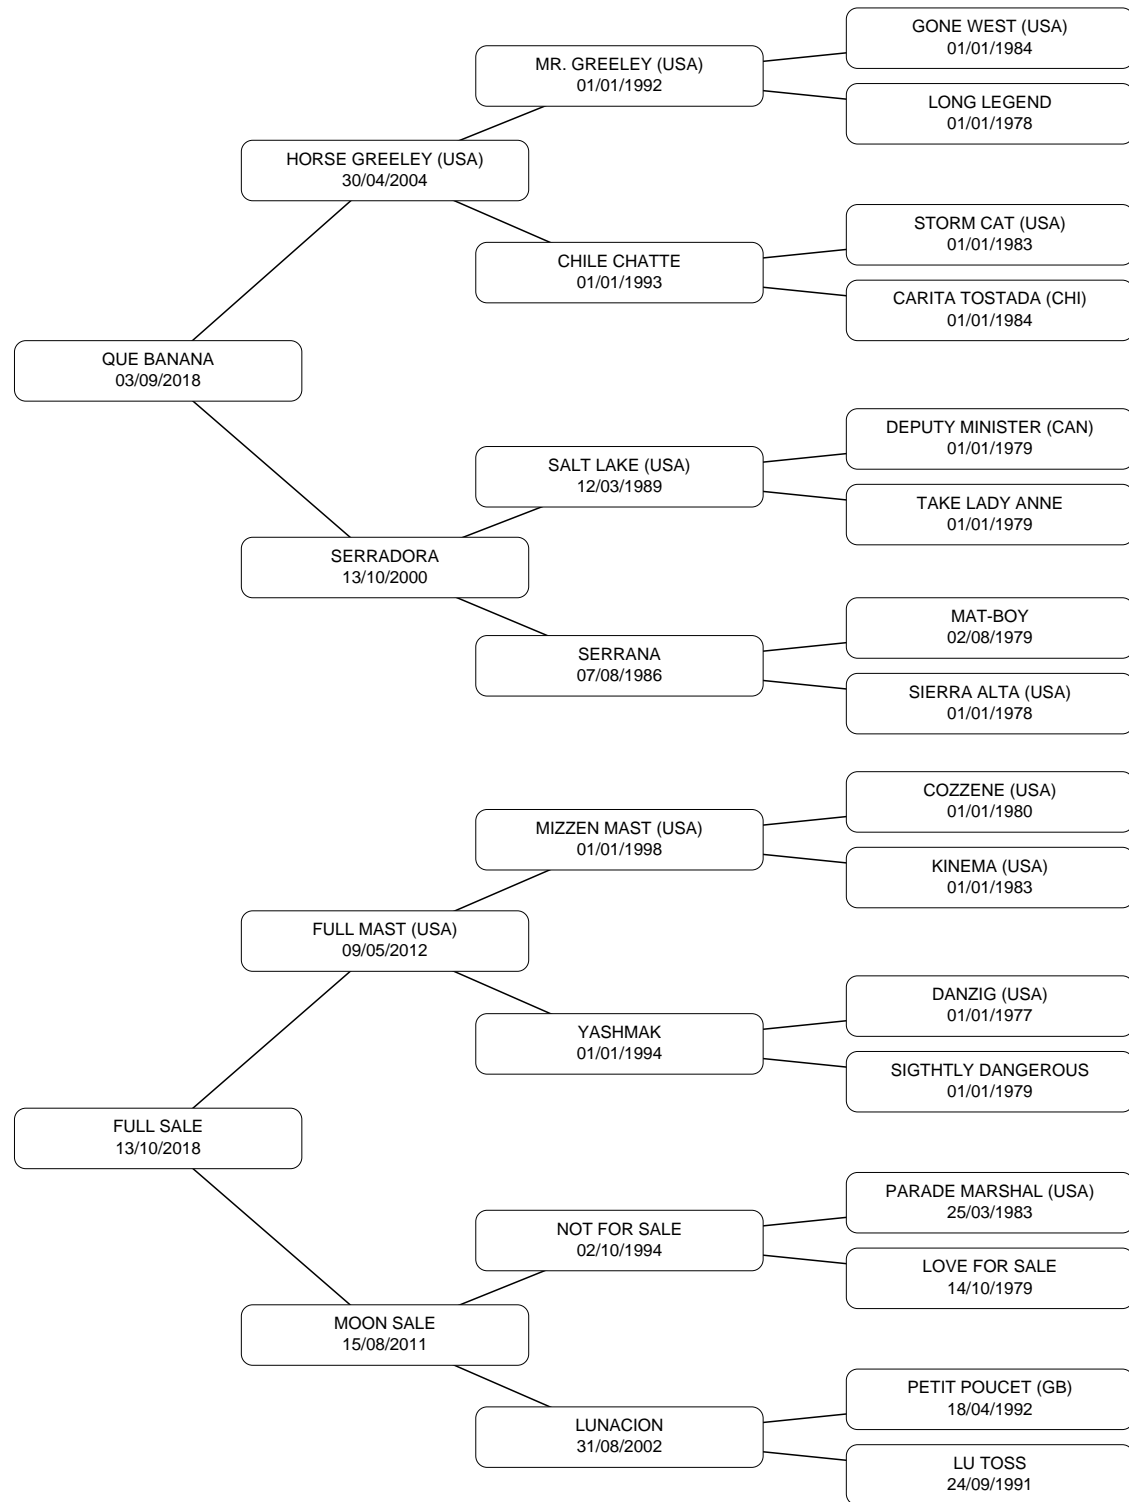 GONE WEST (USA)
01/01/1984
MR. GREELEY (USA)
01/01/1992
LONG LEGEND
01/01/1978
HORSE GREELEY (USA)
30/04/2004
STORM CAT (USA)
01/01/1983
CHILE CHATTE
01/01/1993
CARITA TOSTADA (CHI)
01/01/1984
QUE BANANA
03/09/2018
DEPUTY MINISTER (CAN)
01/01/1979
SALT LAKE (USA)
12/03/1989
TAKE LADY ANNE
01/01/1979
SERRADORA
13/10/2000
MAT-BOY
02/08/1979
SERRANA
07/08/1986
SIERRA ALTA (USA)
01/01/1978
COZZENE (USA)
01/01/1980
MIZZEN MAST (USA)
01/01/1998
KINEMA (USA)
01/01/1983
FULL MAST (USA)
09/05/2012
DANZIG (USA)
01/01/1977
YASHMAK
01/01/1994
SIGTHTLY DANGEROUS
01/01/1979
FULL SALE
13/10/2018
PARADE MARSHAL (USA)
25/03/1983
NOT FOR SALE
02/10/1994
LOVE FOR SALE
14/10/1979
MOON SALE
15/08/2011
PETIT POUCET (GB)
18/04/1992
LUNACION
31/08/2002
LU TOSS
24/09/1991